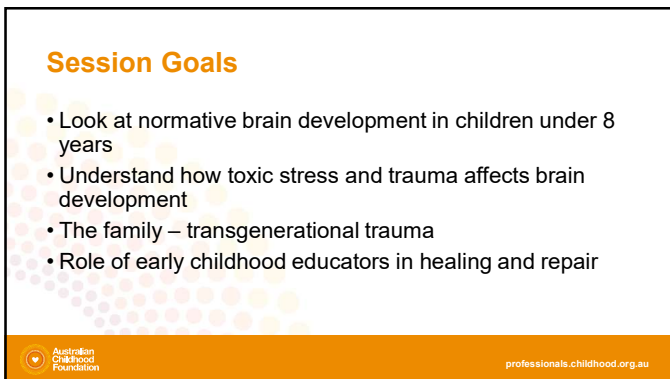 Session Goals
• Look at normative brain development in children under 8
years
• Understand how toxic stress and trauma affects brain
development
• The family – transgenerational trauma
• Role of early childhood educators in healing and repair
Australian
Childhood
Foundation
professionals.childhood.org.au